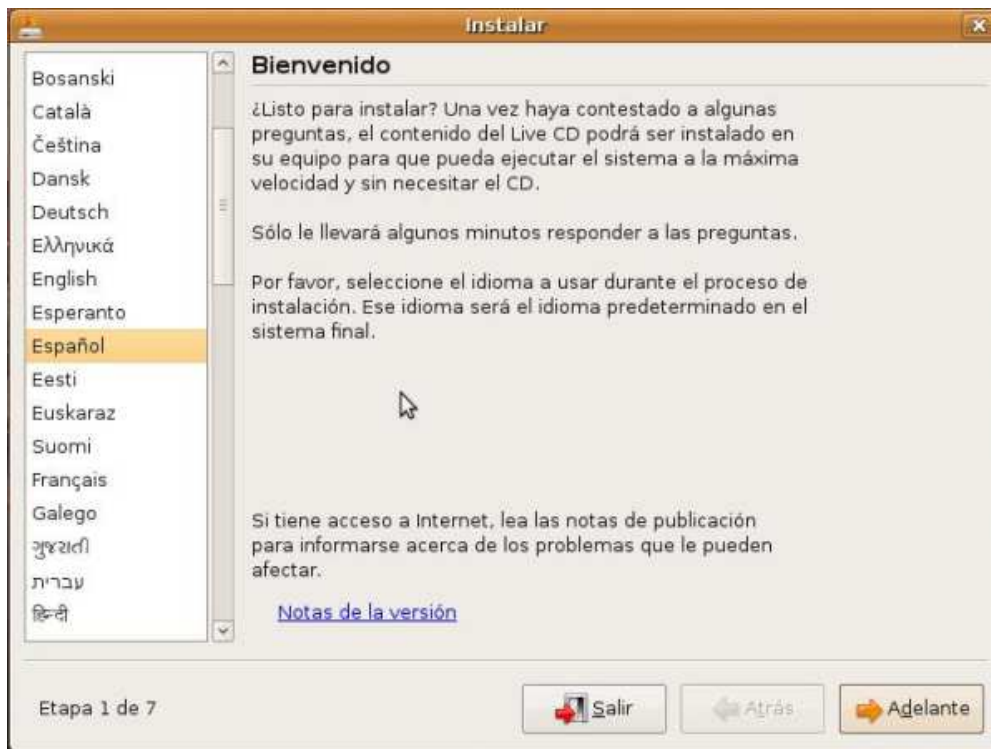 Instalar
Bosanski
Català
Čeština
Dansk
Deutsch
Ελληνικά
English
Esperanto
Español
Eesti
Euskaraz
Suomi
Français
Galego
ગુજરાતી
עברית
हिन्दी
Bienvenido
¿Listo para instalar? Una vez haya contestado a algunas
preguntas, el contenido del Live CD podrá ser instalado en
su equipo para que pueda ejecutar el sistema a la máxima
velocidad y sin necesitar el CD.
Sólo le llevará algunos minutos responder a las preguntas.
Por favor, seleccione el idioma a usar durante el proceso de
instalación. Ese idioma será el idioma predeterminado en el
sistema final.
Si tiene acceso a Internet, lea las notas de publicación
para informarse acerca de los problemas que le pueden
afectar.
Notas de la versión
Etapa 1 de 7
Salir
Atrás
Adelante